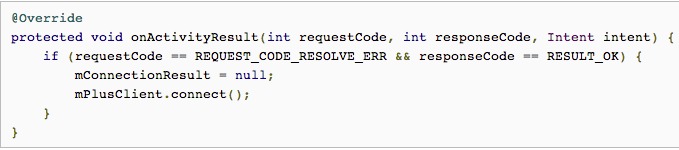 @Override
protected void onActivityResult(int requestCode, int responseCode, Intent intent) {
    if (requestCode == REQUEST_CODE_RESOLVE_ERR && responseCode == RESULT_OK) {
        mConnectionResult = null;
        mPlusClient.connect();
    }
}